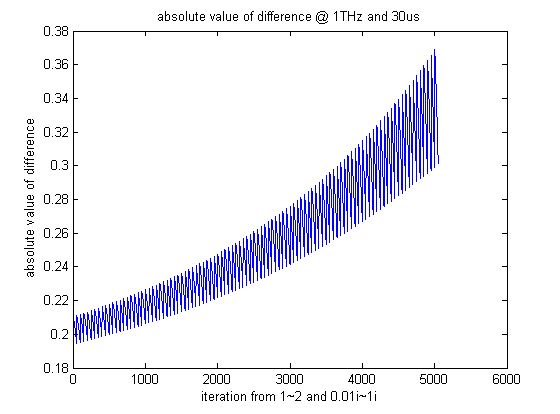 absolute value of difference @ 1THz and 30us
0.38
0.36
0.34
0.32
0.3
0.28
0.26
0.24
0.22
0.2
0.18
absolute value of difference
0 1000 2000 3000 4000 5000 6000
iteration from 1~2 and 0.01i~1i